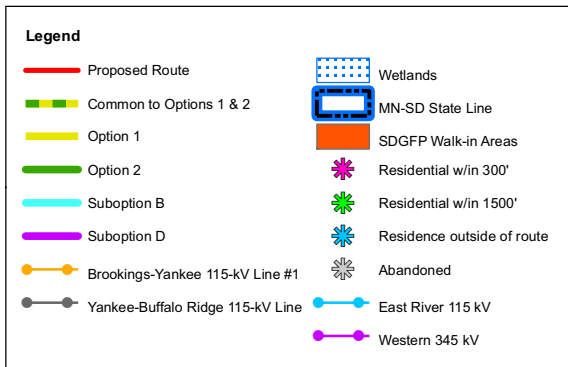 Legend
Proposed Route
Common to Options 1 & 2
Option 1
Option 2
Suboption B
Suboption D
Brookings-Yankee 115-kV Line #1
Yankee-Buffalo Ridge 115-kV Line
Wetlands
MN-SD State Line
SDGFP Walk-in Areas
Residential w/in 300'
Residential w/in 1500'
Residence outside of route
Abandoned
East River 115 kV
Western 345 kV